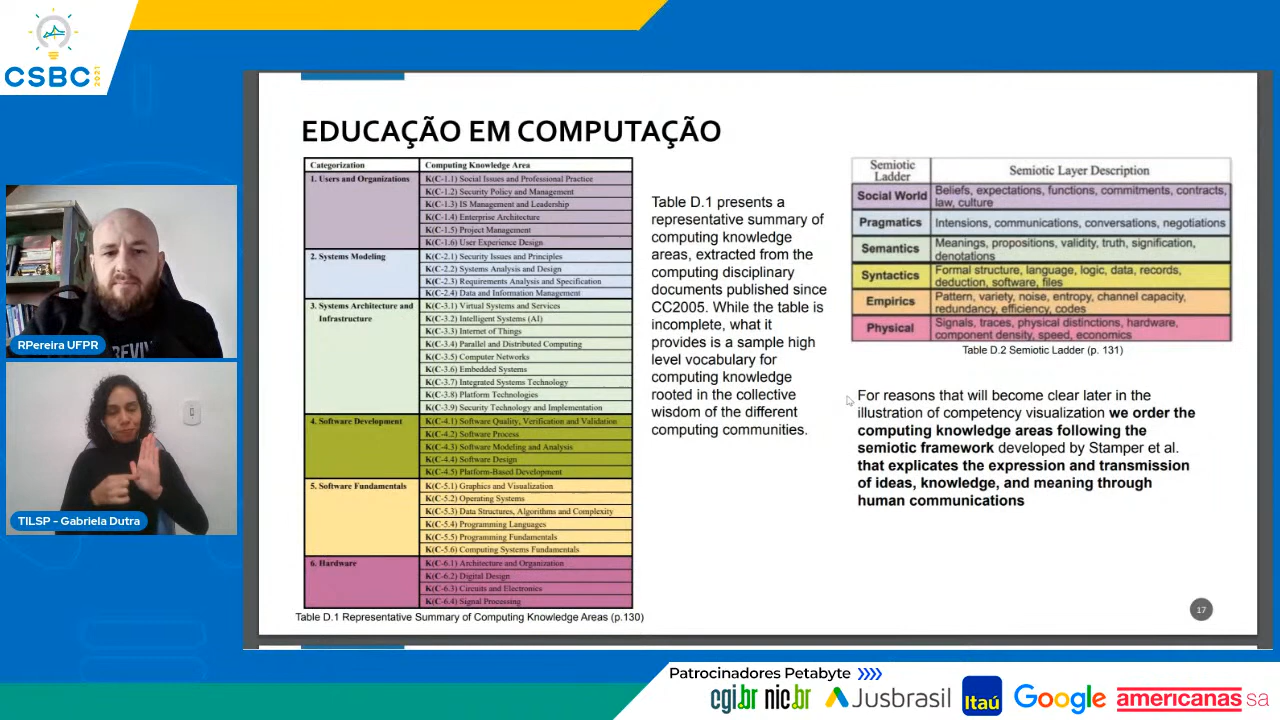 CSBC 2021
EDUCAÇÃO EM COMPUTAÇÃO
Categorization Computing Knowledge Area
1. Users and Organizations K(C-1.1) Social Issues and Professional Practice
K(C-1.2) Security Policy and Management
K(C-1.3) IS Management and Leadership
K(C-1.4) Enterprise Architecture
K(C-1.5) Project Management
K(C-1.6) User Experience Design
2. Systems Modeling K(C-2.1) Security Issues and Principles
K(C-2.2) Systems Analysis and Design
K(C-2.3) Requirements Analysis and Specification
K(C-2.4) Data and Information Management
3. Systems Architecture and K(C-3.1) Virtual Systems and Services
Infrastructure K(C-3.2) Intelligent Systems (AI)
K(C-3.3) Internet of Things
K(C-3.4) Parallel and Distributed Computing
K(C-3.5) Computer Networks
K(C-3.6) Embedded Systems
K(C-3.7) Integrated Systems Technology
K(C-3.8) Platform Technologies
K(C-3.9) Security Technology and Implementation
4. Software Development K(C-4.1) Software Quality, Verification and Validation
K(C-4.2) Software Process
K(C-4.3) Software Modeling and Analysis
K(C-4.4) Software Design
K(C-4.5) Platform-Based Development
5. Software Fundamentals K(C-5.1) Graphics and Visualization
K(C-5.2) Operating Systems
K(C-5.3) Data Structures, Algorithms and Complexity
K(C-5.4) Programming Languages
K(C-5.5) Programming Fundamentals
K(C-5.6) Computing Systems Fundamentals
6. Hardware K(C-6.1) Architecture and Organization
K(C-6.2) Digital Design
K(C-6.3) Circuits and Electronics
K(C-6.4) Signal Processing
Table D.1 Representative Summary of Computing Knowledge Areas (p.130)
Table D.1 presents a
representative summary of
computing knowledge
areas, extracted from the
computing disciplinary
documents published since
CC2005. While the table is
incomplete, what it
provides is a sample high
level vocabulary for
computing knowledge
rooted in the collective
wisdom of the different
computing communities.
Semiotic
Ladder
Semiotic Layer Description
Social World Beliefs, expectations, functions, commitments, contracts,
law, culture
Pragmatics Intensions, communications, conversations, negotiations
Semantics Meanings, propositions, validity, truth, signification,
denotations
Syntactics Formal structure, language, logic, data, records,
deduction, software, files
Empirics Pattern, variety, noise, entropy, channel capacity,
redundancy, efficiency, codes
Physical Signals, traces, physical distinctions, hardware,
component density, speed, economics
Table D.2 Semiotic Ladder (p. 131)
For reasons that will become clear later in the
illustration of competency visualization we order the
computing knowledge areas following the
semiotic framework developed by Stamper et al.
that explicates the expression and transmission
of ideas, knowledge, and meaning through
human communications
17
RPereira UFPR
TILSP - Gabriela Dutra
Patrocinadores Petabyte
cgi.br nic.br Jusbrasil Itaú Google americanas sa